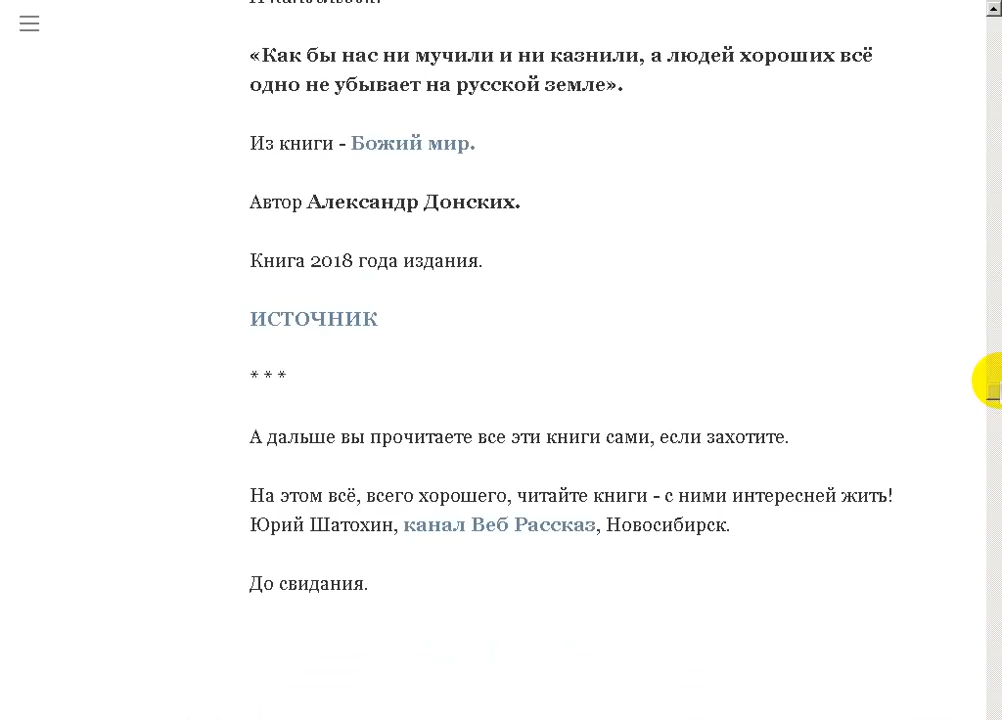 «Как бы нас ни мучили и ни казнили, а людей хороших всё
одно не убывает на русской земле».
Из книги - Божий мир.
Автор Александр Донских.
Книга 2018 года издания.
ИСТОЧНИК
* * *
А дальше вы прочитаете все эти книги сами, если захотите.
На этом всё, всего хорошего, читайте книги - с ними интересней жить!
Юрий Шатохин, канал Веб Рассказ, Новосибирск.
До свидания.